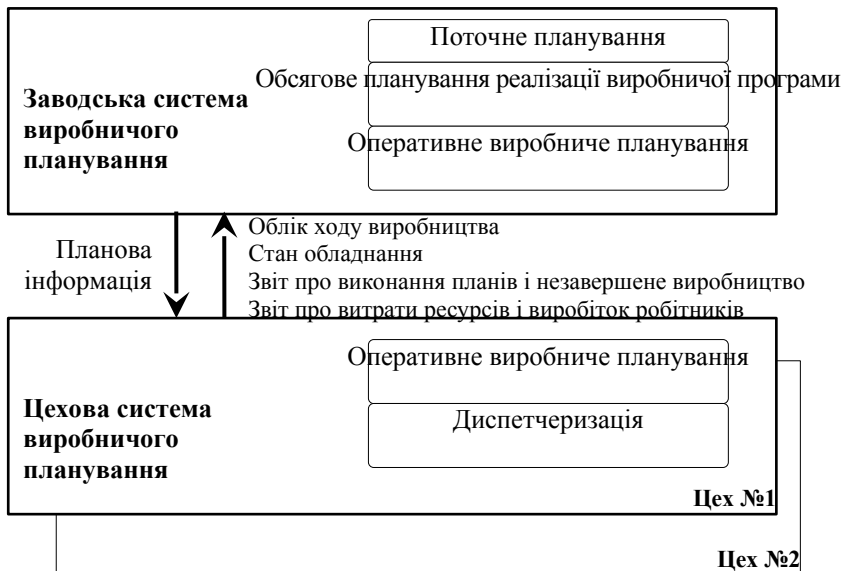 Поточне планування
Обсягове планування реалізації виробничої програми
Заводська система
виробничого
планування
Оперативне виробниче планування
Планова
інформація
Облік ходу виробництва
Стан обладнання
Звіт про виконання планів і незавершене виробництво
Звіт про витрати ресурсів і виробіток робітників
Оперативне виробниче планування
Цехова система
виробничого
планування
Диспетчеризація
Цех №1
Цех №2